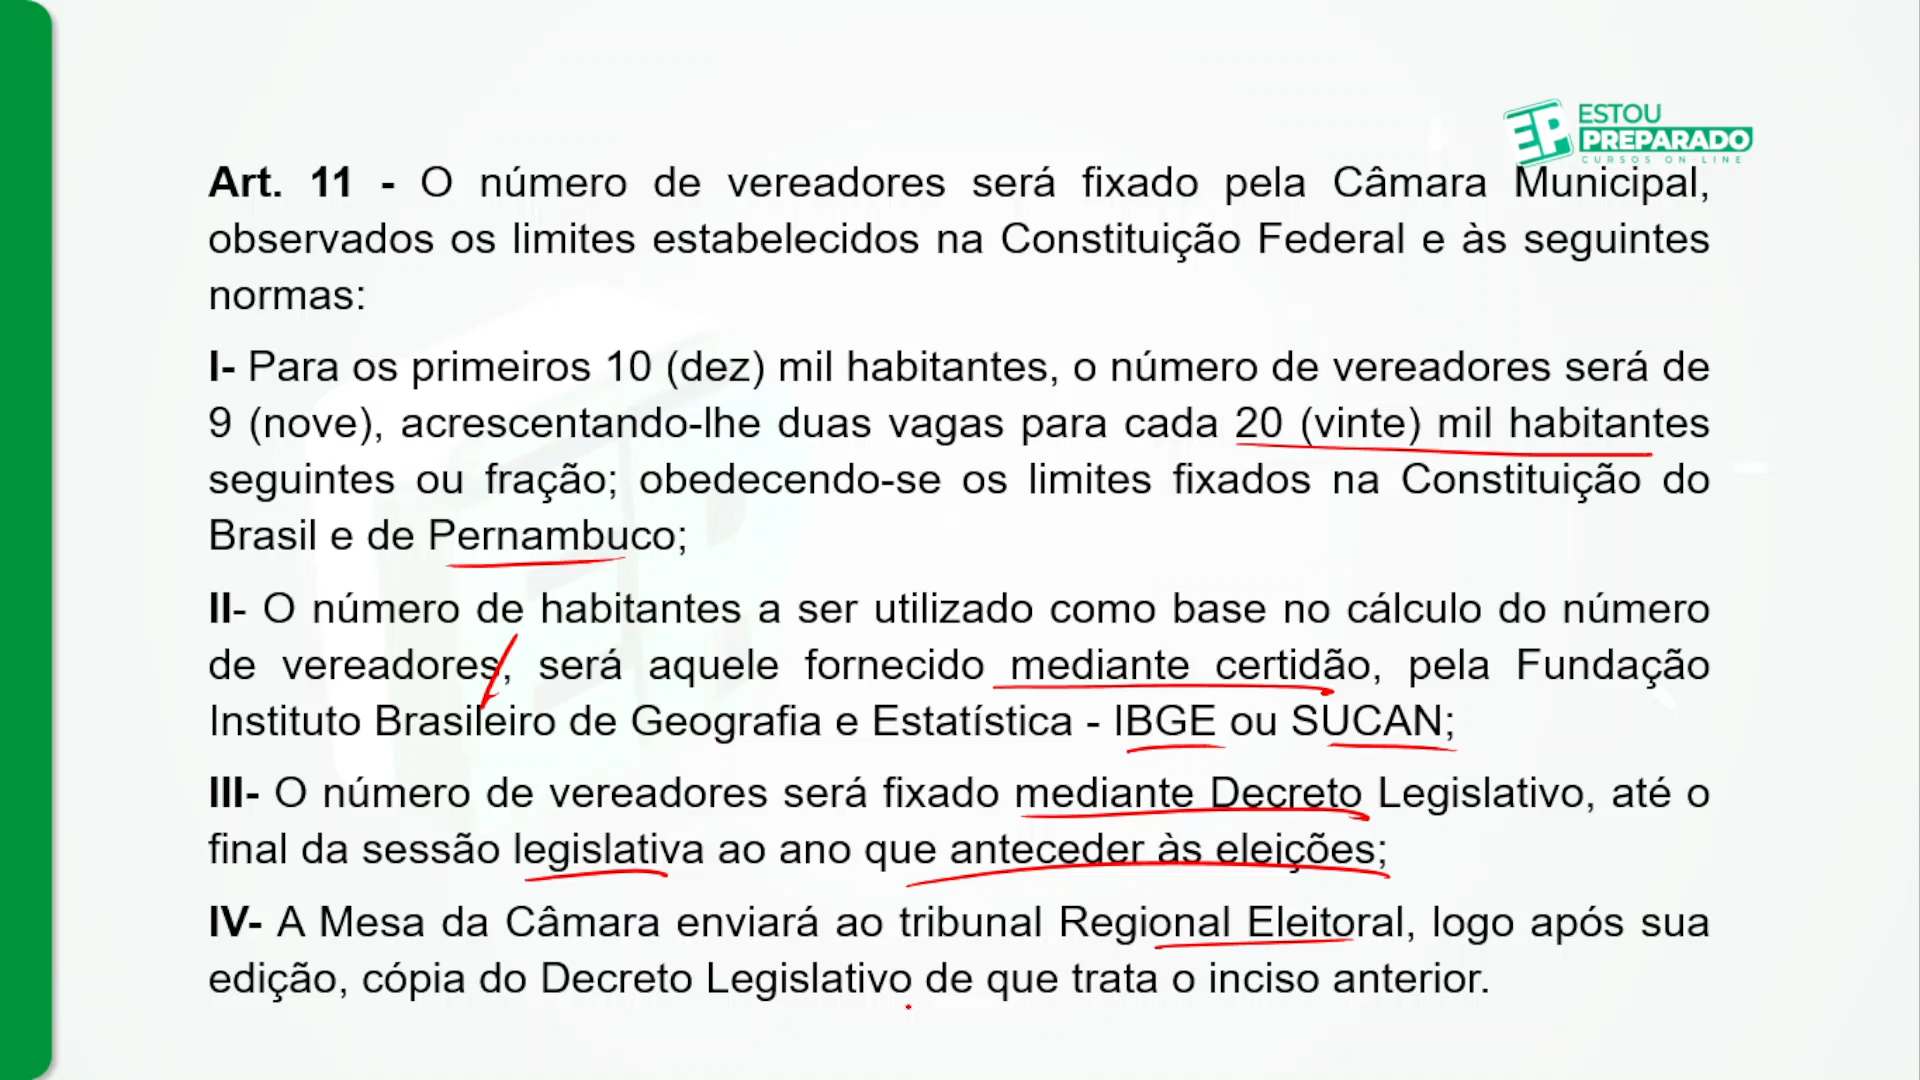 ESTOU
EP PREPARADO
CURSOS ON-LINE
Art. 11 - O número de vereadores será fixado pela Câmara Municipal,
observados os limites estabelecidos na Constituição Federal e às seguintes
normas:
I- Para os primeiros 10 (dez) mil habitantes, o número de vereadores será de
9 (nove), acrescentando-lhe duas vagas para cada 20 (vinte) mil habitantes
seguintes ou fração; obedecendo-se os limites fixados na Constituição do
Brasil e de Pernambuco;
II- O número de habitantes a ser utilizado como base no cálculo do número
de vereadores, será aquele fornecido mediante certidão, pela Fundação
Instituto Brasileiro de Geografia e Estatística - IBGE ou SUCAN;
III- O número de vereadores será fixado mediante Decreto Legislativo, até o
final da sessão legislativa ao ano que anteceder às eleições;
IV- A Mesa da Câmara enviará ao tribunal Regional Eleitoral, logo após sua
edição, cópia do Decreto Legislativo de que trata o inciso anterior.